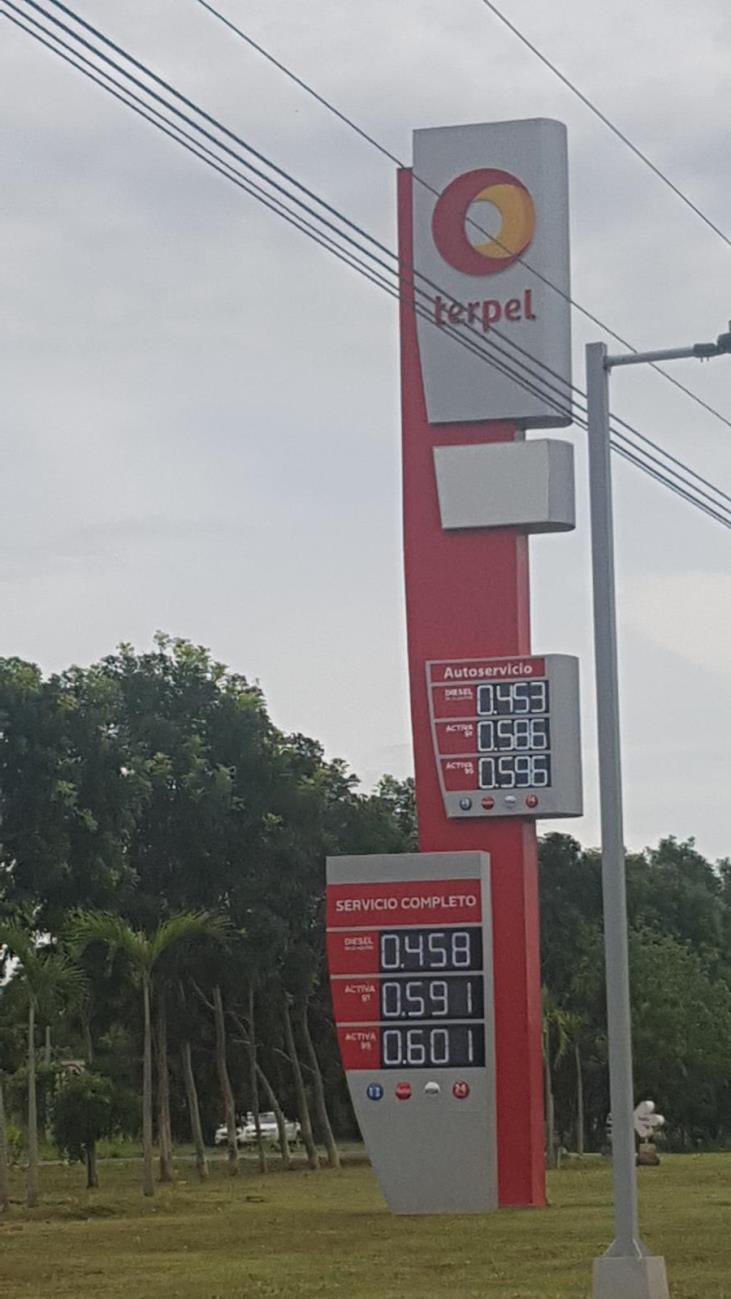 terpel
Autoservicio
DIESEL 0.453
ACTIVA 91 0.586
ACTIVA 95 0.596
SERVICIO COMPLETO
DIESEL 0.458
ACTIVA 91 0.591
ACTIVA 95 0.601
24